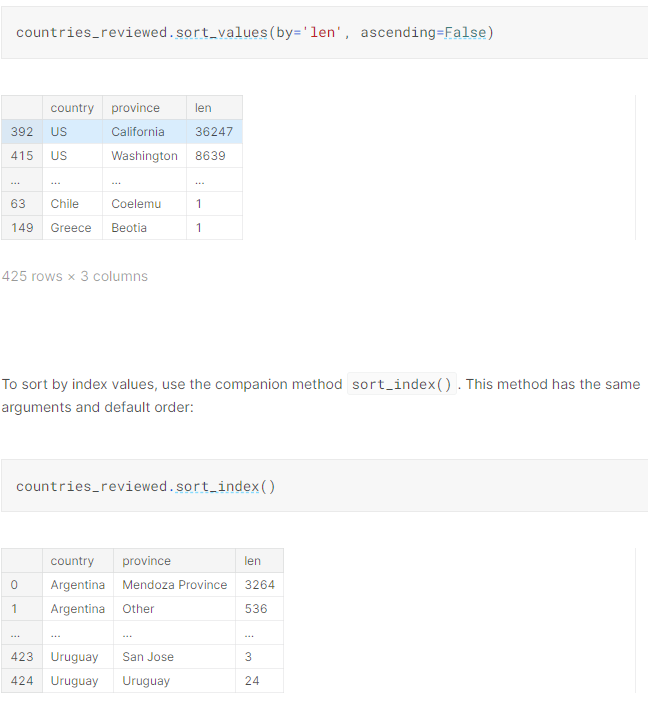 countries_reviewed.sort_values(by='len', ascending=False)
country province len
392 US California 36247
415 US Washington 8639
... ... ... ...
63 Chile Coelemu 1
149 Greece Beotia 1
425 rows × 3 columns
To sort by index values, use the companion method sort_index() . This method has the same
arguments and default order:
countries_reviewed.sort_index()
country province len
0 Argentina Mendoza Province 3264
1 Argentina Other 536
... ... ... ...
423 Uruguay San Jose 3
424 Uruguay Uruguay 24